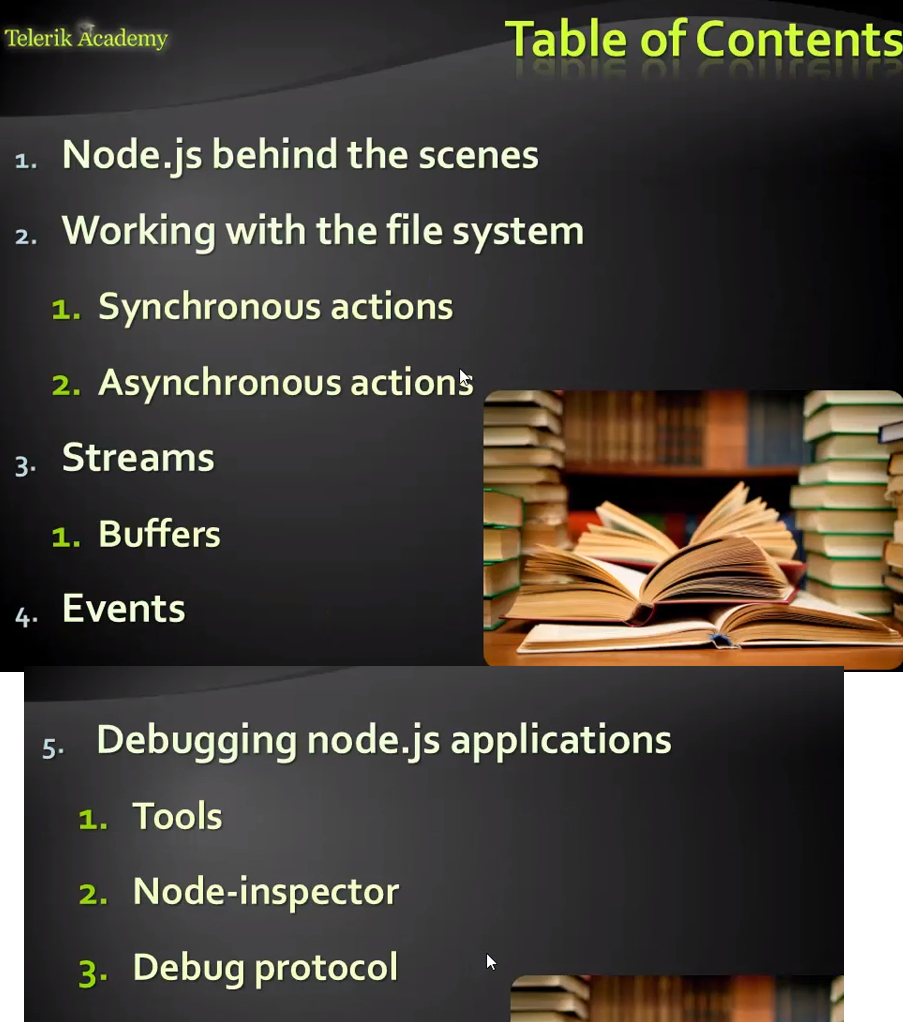 Telerik Academy
Table of Contents
1. Node.js behind the scenes
2. Working with the file system
1. Synchronous actions
2. Asynchronous actions
3. Streams
1. Buffers
4. Events
5. Debugging node.js applications
1. Tools
2. Node-inspector
3. Debug protocol